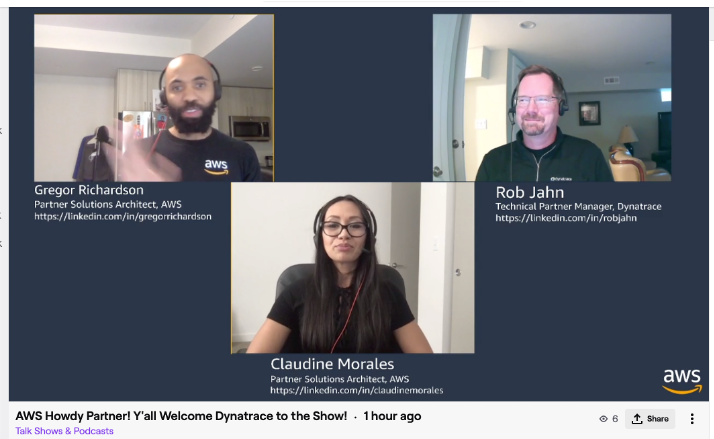 aws
Gregor Richardson
Partner Solutions Architect, AWS
https://linkedin.com/in/gregorrichardson
dynatrace
Rob Jahn
Technical Partner Manager, Dynatrace
https://linkedin.com/in/robjahn
Claudine Morales
Partner Solutions Architect, AWS
https://linkedin.com/in/claudinemorales
aws
AWS Howdy Partner! Y'all Welcome Dynatrace to the Show! · 1 hour ago
6 Share
Talk Shows & Podcasts